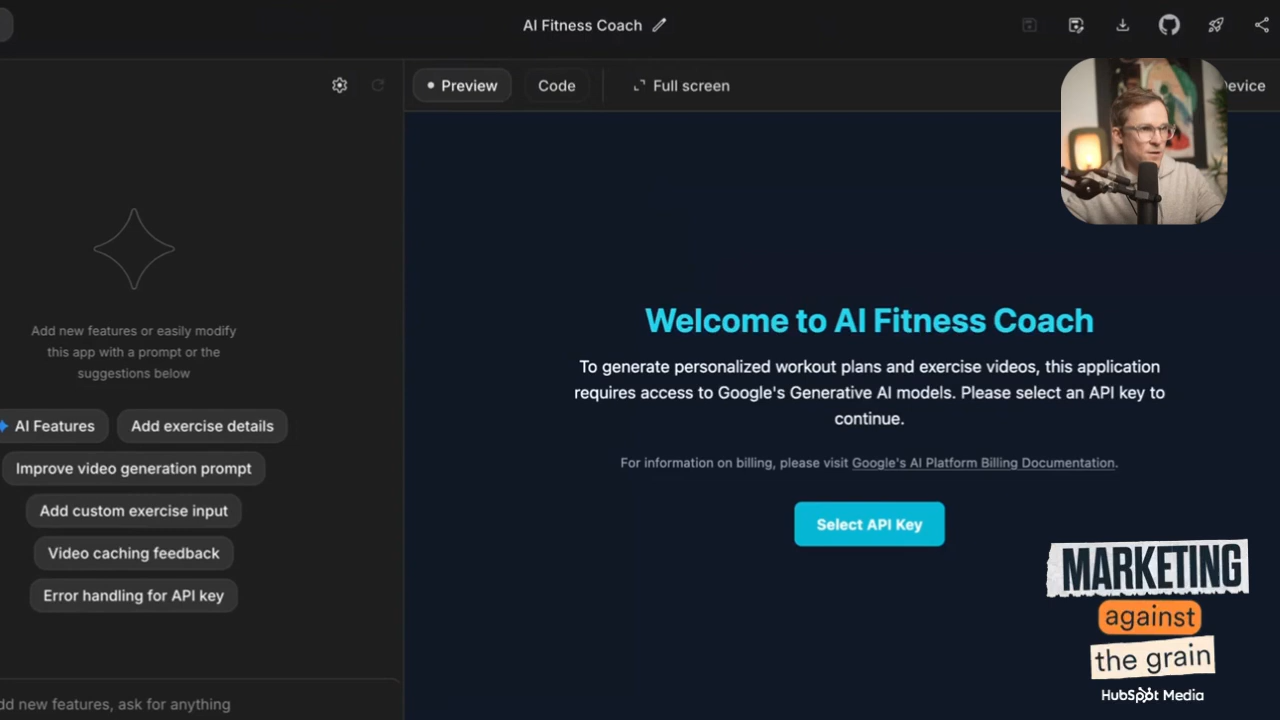 AI Fitness Coach
Preview
Code
Full screen
evice
Add new features or easily modify
this app with a prompt or the
suggestions below
AI Features
Add exercise details
Improve video generation prompt
Add custom exercise input
Video caching feedback
Error handling for API key
dd new features, ask for anything
Welcome to AI Fitness Coach
To generate personalized workout plans and exercise videos, this application
requires access to Google's Generative AI models. Please select an API key to
continue.
For information on billing, please visit Google's AI Platform Billing Documentation.
Select API Key
MARKETING
against
the grain
HubSpot Media